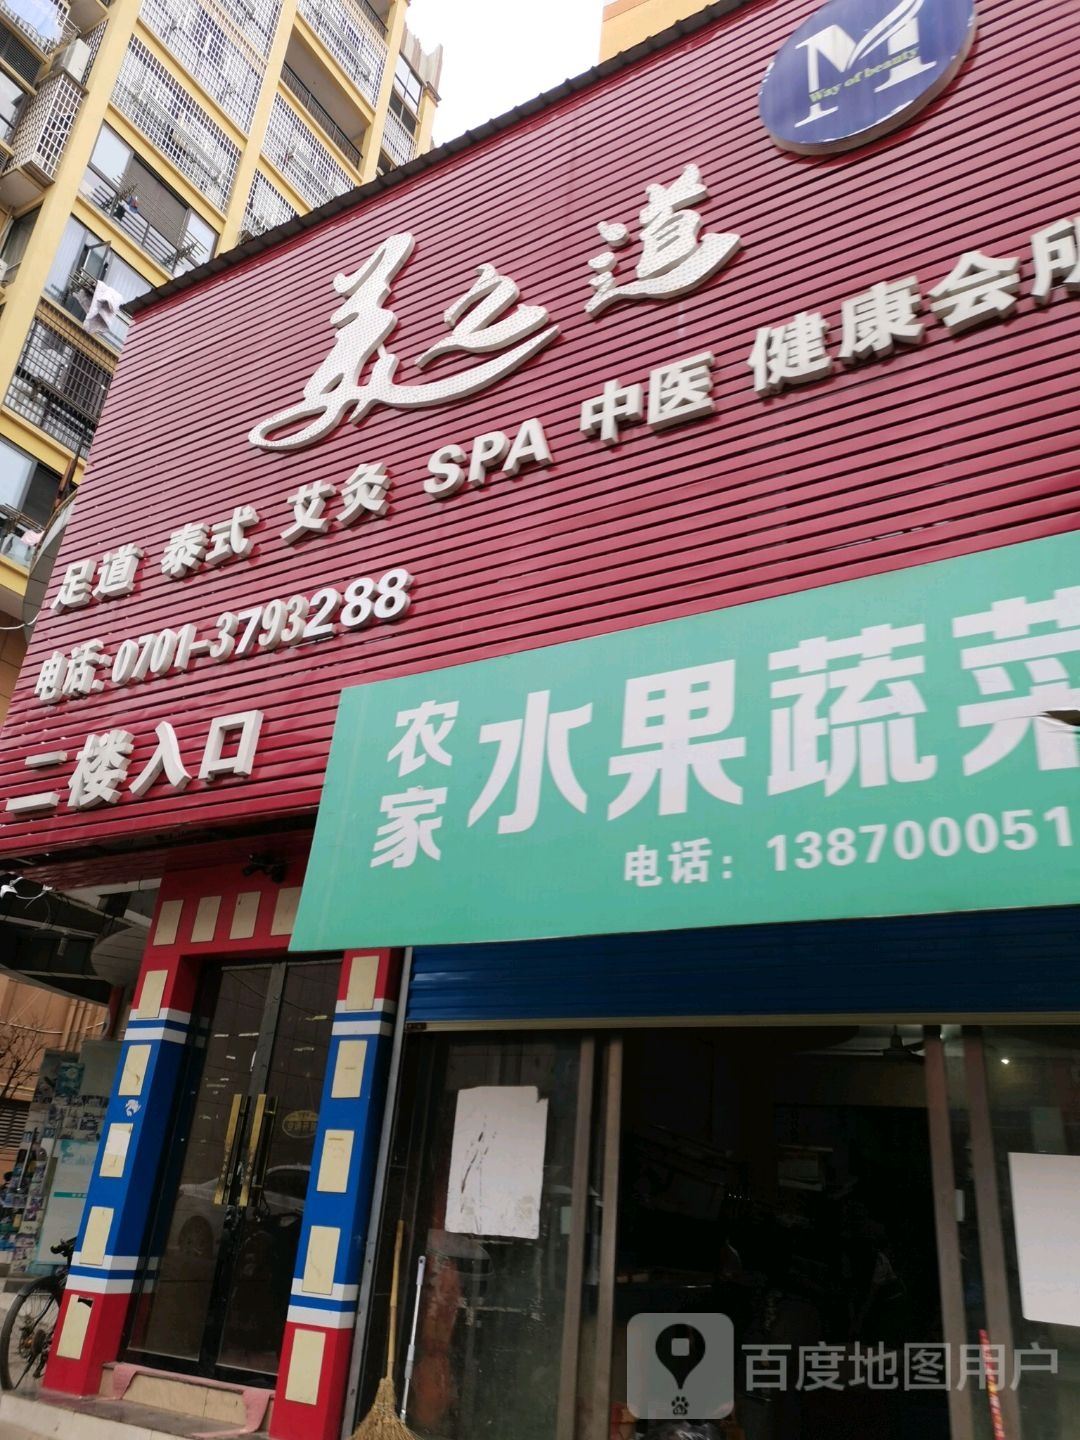 M
Way of beauty
美之道
足道 泰式 艾灸 SPA 中医 健康会所
电话:0701-3793288
二楼入口
农家 水果蔬菜
电话：1387000051
百度地图用户